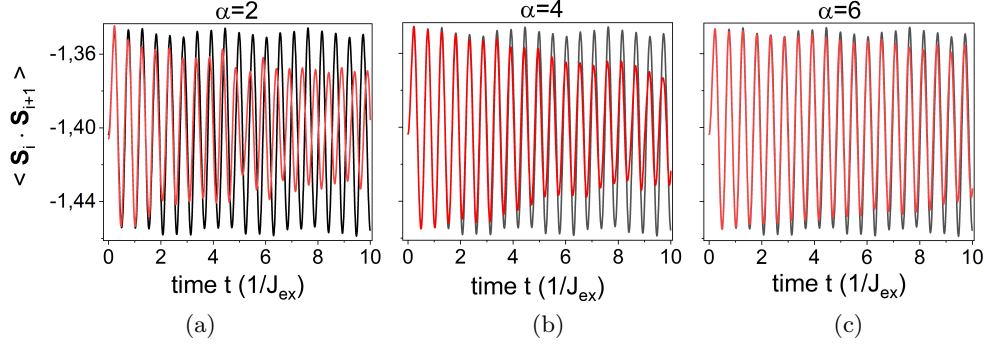 α=2 α=4 α=6
-1,36
-1,40
-1,44
< S_i · S_{i+1} >
0 2 4 6 8 10 0 2 4 6 8 10 0 2 4 6 8 10
time t (1/J_ex) time t (1/J_ex) time t (1/J_ex)
(a) (b) (c)